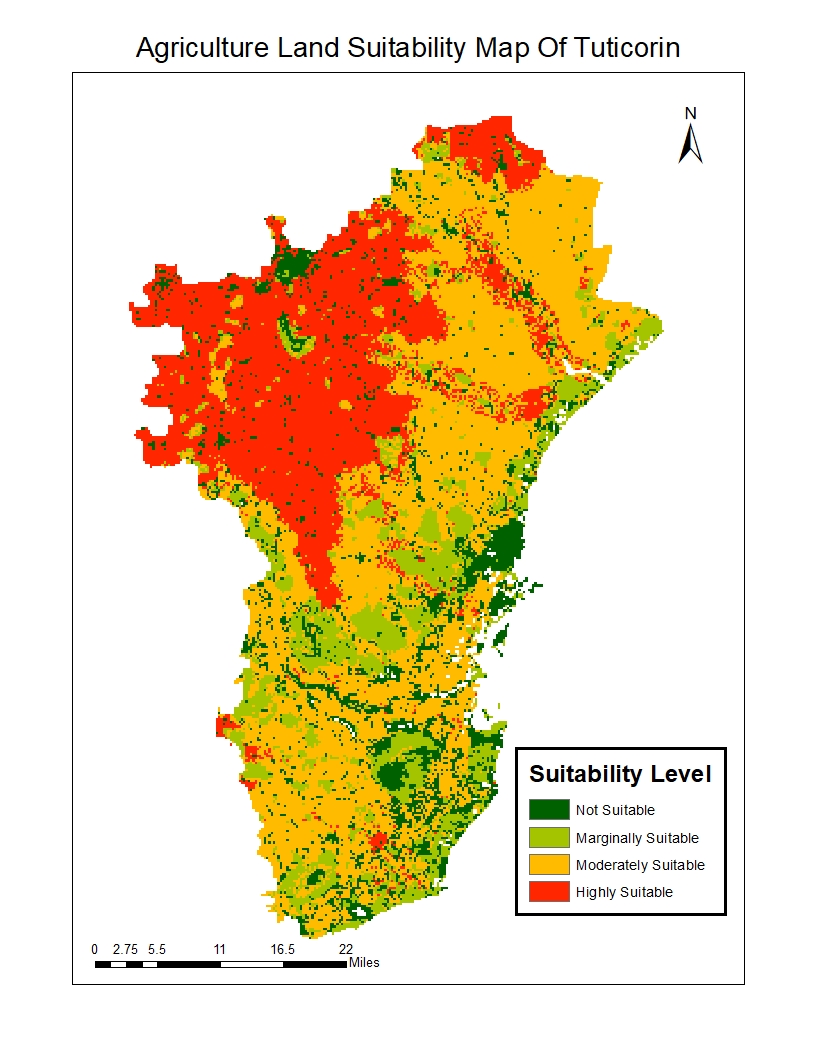 Agriculture Land Suitability Map Of Tuticorin
N
Suitability Level
Not Suitable
Marginally Suitable
Moderately Suitable
Highly Suitable
0 2.75 5.5 11 16.5 22
Miles